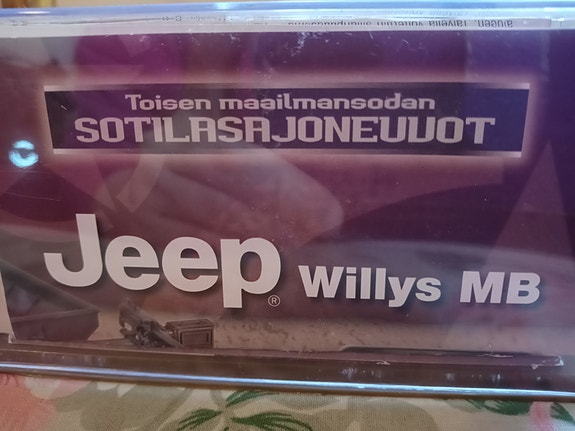 Toisen maailmansodan
SOTILASAJONEUVOT
Jeep® Willys MB